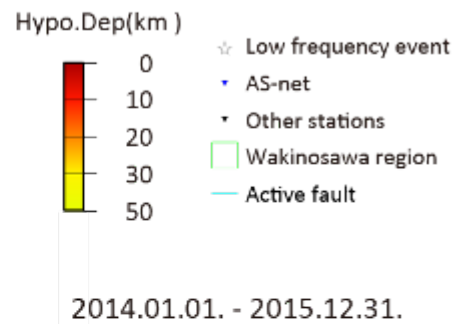 Hypo.Dep(km )
0
10
20
30
50
Low frequency event
AS-net
Other stations
Wakinosawa region
Active fault
2014.01.01. - 2015.12.31.